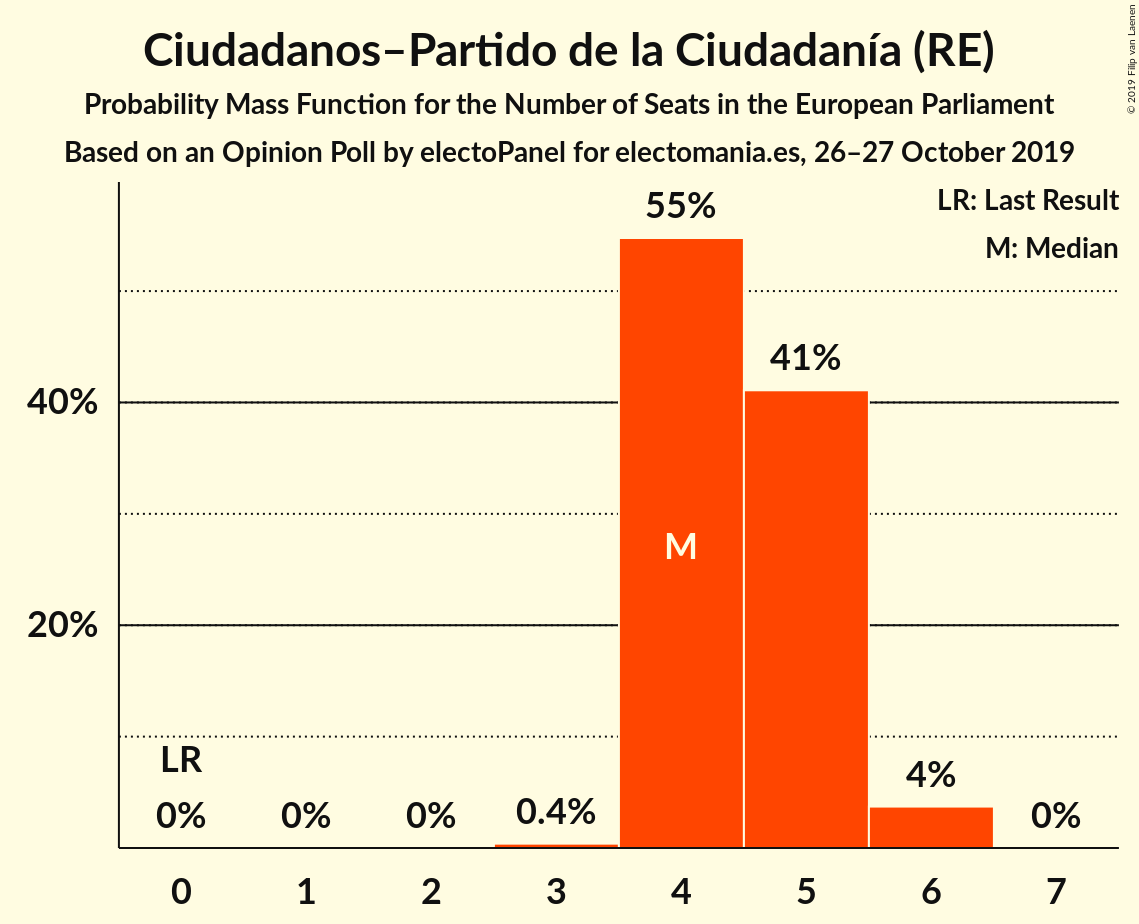 Ciudadanos–Partido de la Ciudadanía (RE)
Probability Mass Function for the Number of Seats in the European Parliament
Based on an Opinion Poll by electoPanel for electomania.es, 26–27 October 2019
© 2019 Filip van Laenen
LR: Last Result
M: Median
55%
41%
40%
M
20%
LR
0%
0%
0%
0.4%
4%
0%
0 1 2 3 4 5 6 7